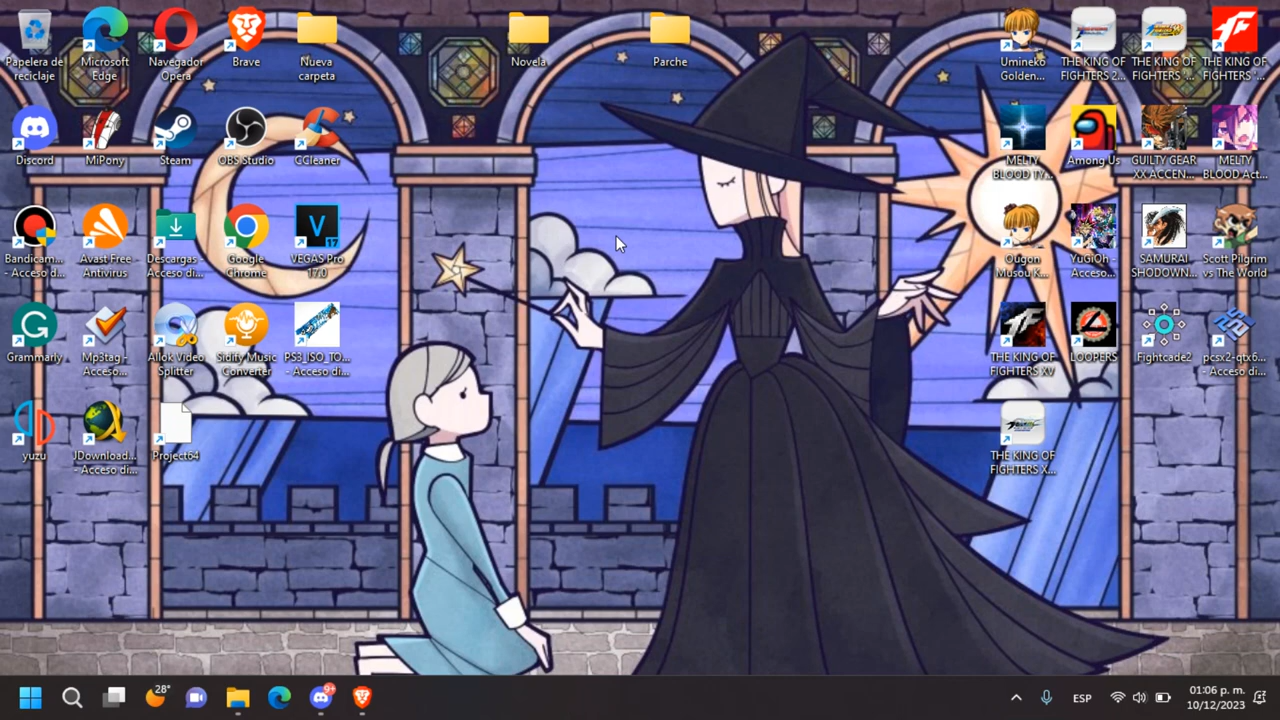 Papelera de
reciclaje
Microsoft
Edge
Navegador
Opera
Brave
Nueva
carpeta
Novela
Parche
Umineko
Golden...
THE KING OF
FIGHTERS 2...
THE KING OF
FIGHTERS '...
THE KING OF
FIGHTERS '...
Discord
MiPony
Steam
OBS Studio
CCleaner
MELTY
BLOOD TY...
Among Us
GUILTY GEAR
XX ACCEN...
MELTY
BLOOD Act...
Bandicam...
- Acceso d...
Avast Free
Antivirus
Descargas -
Acceso di...
Google
Chrome
VEGAS Pro
17.0
Ougon
Musou K...
YuGiOh -
Acceso...
SAMURAI
SHODOWN...
Scott Pilgrim
vs The World
Grammarly
Mp3tag -
Acceso...
Allok Video
Splitter
Sidify Music
Converter
PS3_ISO_TO...
- Acceso di...
THE KING OF
FIGHTERS XV
LOOPERS
Fightcade2
pcsx2-qtx6...
- Acceso di...
yuzu
JDownload...
- Acceso di...
Project64
THE KING OF
FIGHTERS X...
28°
9+
ESP
01:06 p. m.
10/12/2023